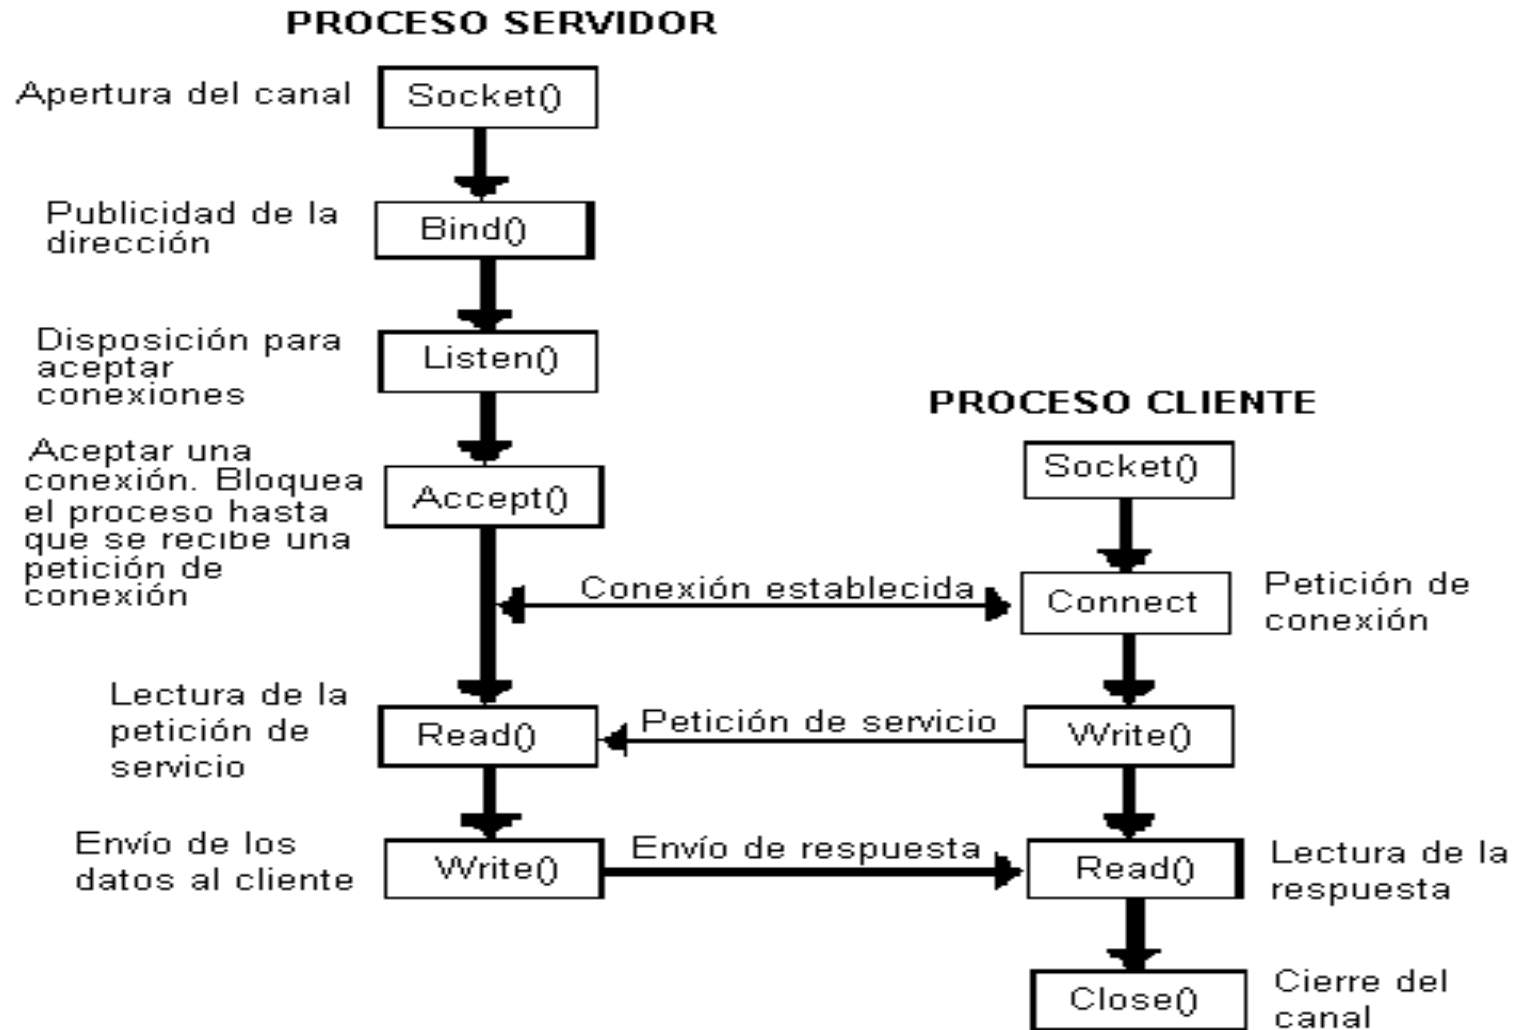 PROCESO SERVIDOR
Apertura del canal
Socket()
Publicidad de la
dirección
Bind()
Disposición para
aceptar
conexiones
Listen()
PROCESO CLIENTE
Aceptar una
conexión. Bloquea
el proceso hasta
que se recibe una
petición de
conexión
Accept()
Socket()
Conexión establecida
Connect
Petición de
conexión
Lectura de la
petición de
servicio
Read()
Petición de servicio
Write()
Envío de los
datos al cliente
Write()
Envío de respuesta
Read()
Lectura de la
respuesta
Close()
Cierre del
canal